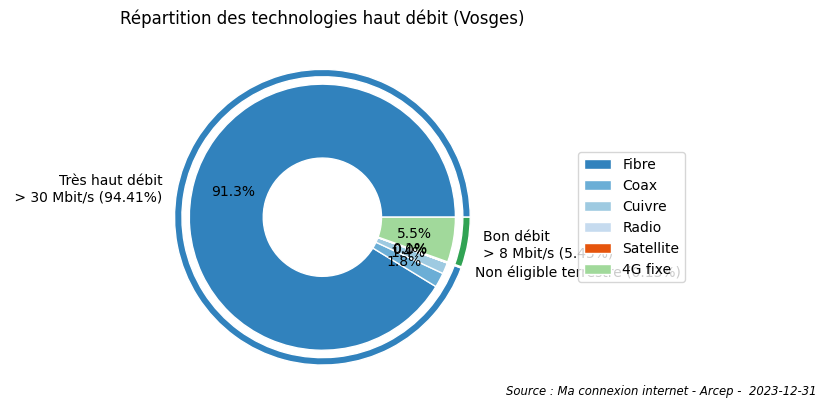 Répartition des technologies haut débit (Vosges)
Très haut débit
> 30 Mbit/s (94.41%)
91.3%
5.5%
1.8%
Bon débit
> 8 Mbit/s
Non éligible terrestre
Fibre
Coax
Cuivre
Radio
Satellite
4G fixe
Source : Ma connexion internet - Arcep -  2023-12-31